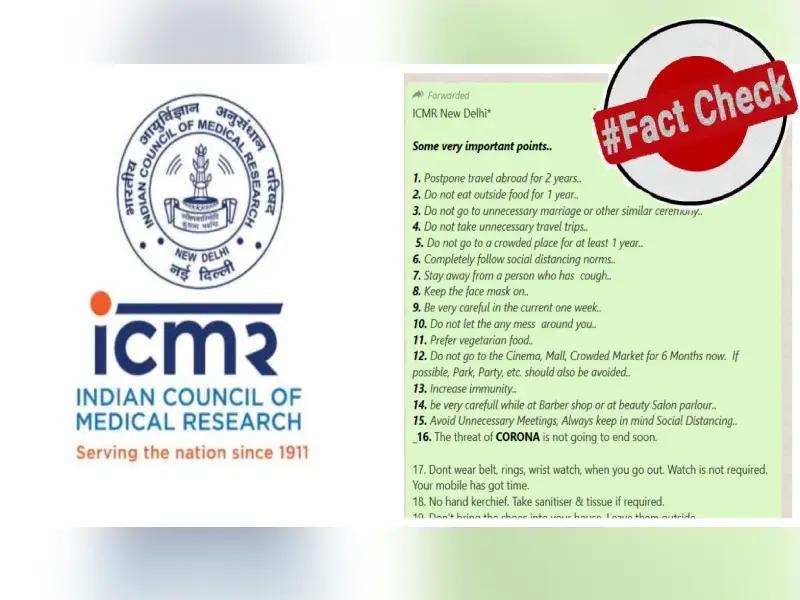 भारतीय आयुर्विज्ञान अनुसंधान परिषद
INDIAN COUNCIL OF MEDICAL RESEARCH
NEW DELHI
नई दिल्ली
icmr
INDIAN COUNCIL OF
MEDICAL RESEARCH
Serving the nation since 1911
#Fact Check
Forwarded
ICMR New Delhi*
Some very important points..
1. Postpone travel abroad for 2 years..
2. Do not eat outside food for 1 year..
3. Do not go to unnecessary marriage or other similar ceremony..
4. Do not take unnecessary travel trips..
5. Do not go to a crowded place for at least 1 year..
6. Completely follow social distancing norms..
7. Stay away from a person who has cough..
8. Keep the face mask on..
9. Be very careful in the current one week..
10. Do not let the any mess around you..
11. Prefer vegetarian food..
12. Do not go to the Cinema, Mall, Crowded Market for 6 Months now. If
possible, Park, Party, etc. should also be avoided..
13. Increase immunity..
14. be very carefull while at Barber shop or at beauty Salon parlour..
15. Avoid Unnecessary Meetings, Always keep in mind Social Distancing..
_16. The threat of CORONA is not going to end soon.
17. Dont wear belt, rings, wrist watch, when you go out. Watch is not required.
Your mobile has got time.
18. No hand kerchief. Take sanitiser & tissue if required.
19. Don't bring the shoes into your house. Leave them outside